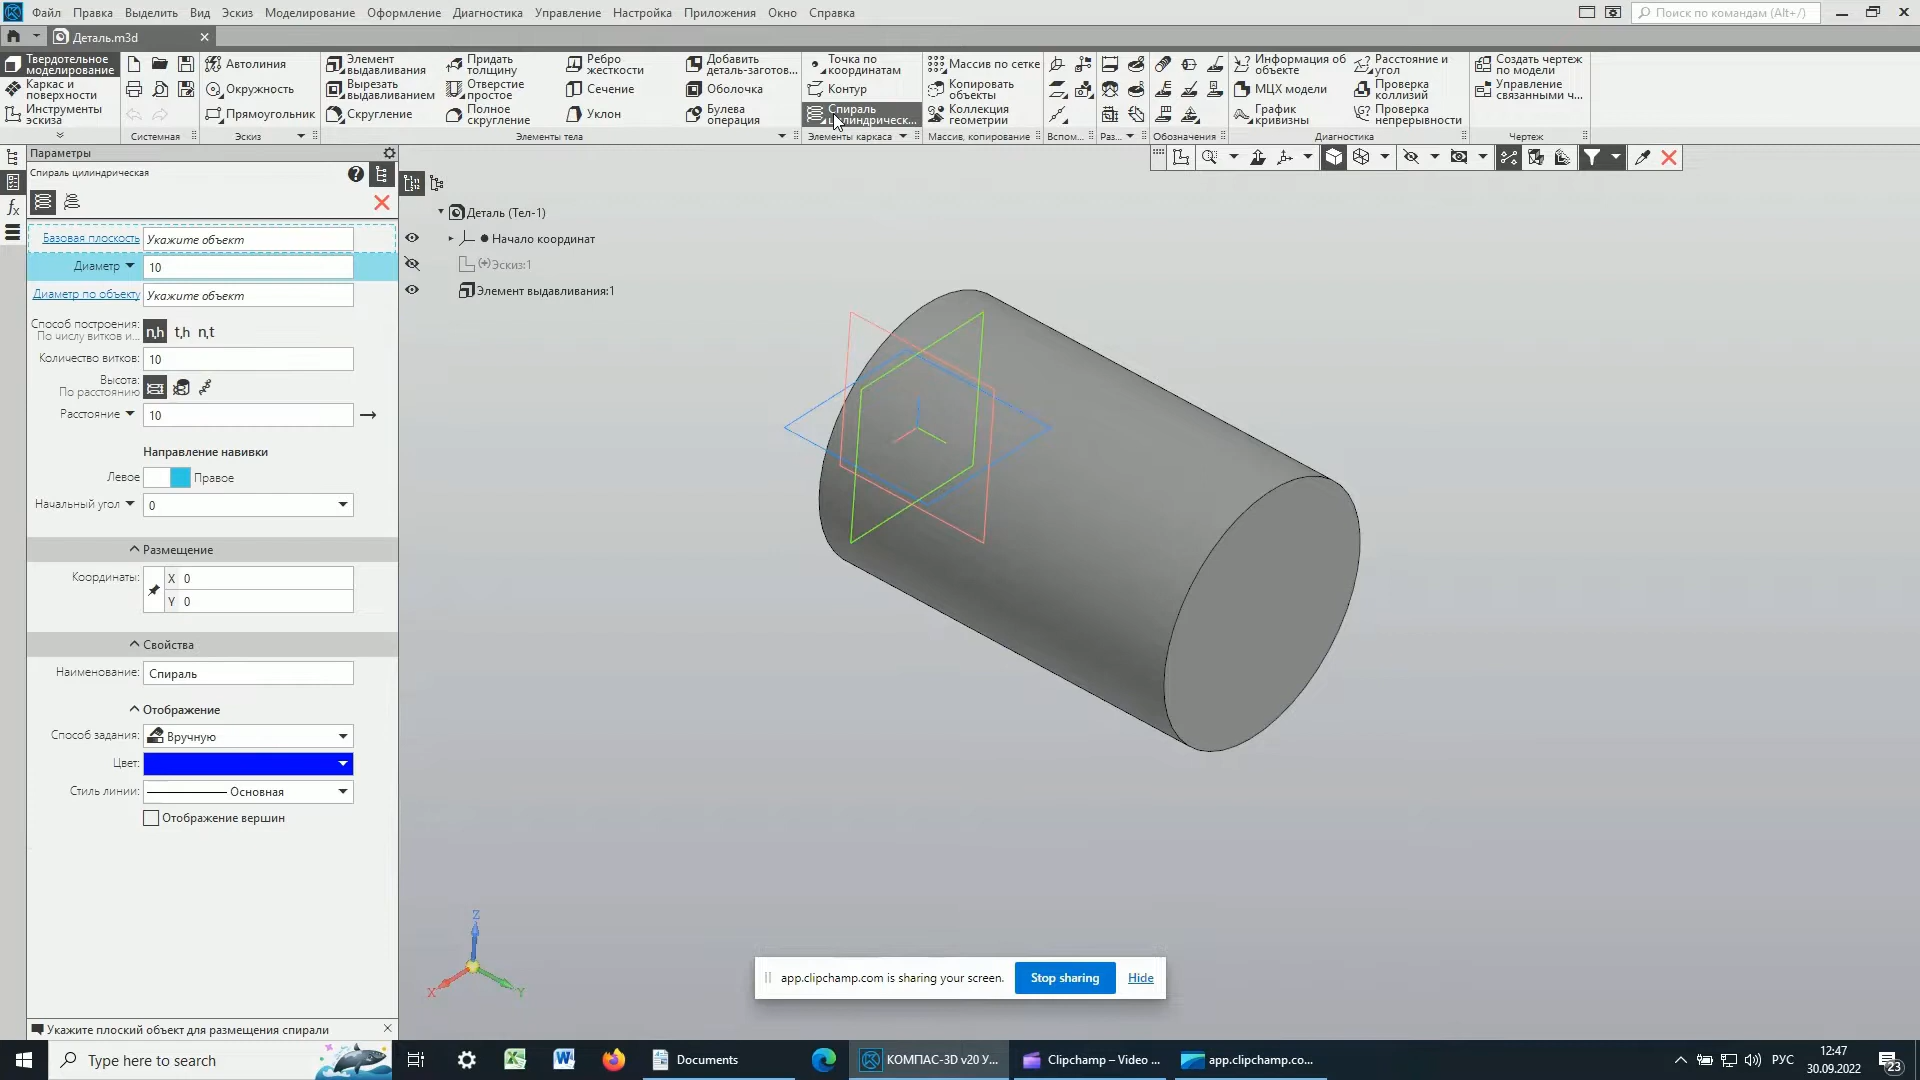 Файл Правка Выделить Вид Эскиз Моделирование Оформление Диагностика Управление Настройка Приложения Окно Справка
Поиск по командам (Alt+/)
Деталь.m3d
Твердотельное моделирование
Каркас и поверхности
Инструменты эскиза
Системная
Автолиния
Окружность
Прямоугольник
Эскиз
Элемент выдавливания
Вырезать выдавливанием
Скругление
Придать толщину
Отверстие простое
Полное скругление
Ребро жесткости
Сечение
Уклон
Добавить деталь-заготов...
Оболочка
Булева операция
Элементы тела
Точка по координатам
Контур
Спираль цилиндрическ...
Элементы каркаса
Массив по сетке
Копировать объекты
Коллекция геометрии
Массив, копирование
Вспом...
Раз...
Обозначения
Информация об объекте
МЦХ модели
График кривизны
Расстояние и угол
Проверка коллизий
Проверка непрерывности
Диагностика
Создать чертеж по модели
Управление связанными ч...
Чертеж
Параметры
Спираль цилиндрическая
Базовая плоскость Укажите объект
Диаметр 10
Диаметр по объекту Укажите объект
Способ построения: n,h t,h n,t
По числу витков и...
Количество витков: 10
Высота:
По расстоянию
Расстояние 10
Направление навивки
Левое Правое
Начальный угол 0
Размещение
Координаты: X 0
Y 0
Свойства
Наименование: Спираль
Отображение
Способ задания: Вручную
Цвет:
Стиль линии: Основная
Отображение вершин
Укажите плоский объект для размещения спирали
Деталь (Тел-1)
Начало координат
(+)Эскиз:1
Элемент выдавливания:1
Z
X
Y
app.clipchamp.com is sharing your screen. Stop sharing Hide
Type here to search
Documents
КОМПАС-3D v20 У...
Clipchamp – Video ...
app.clipchamp.co...
РУС
12:47
30.09.2022
23